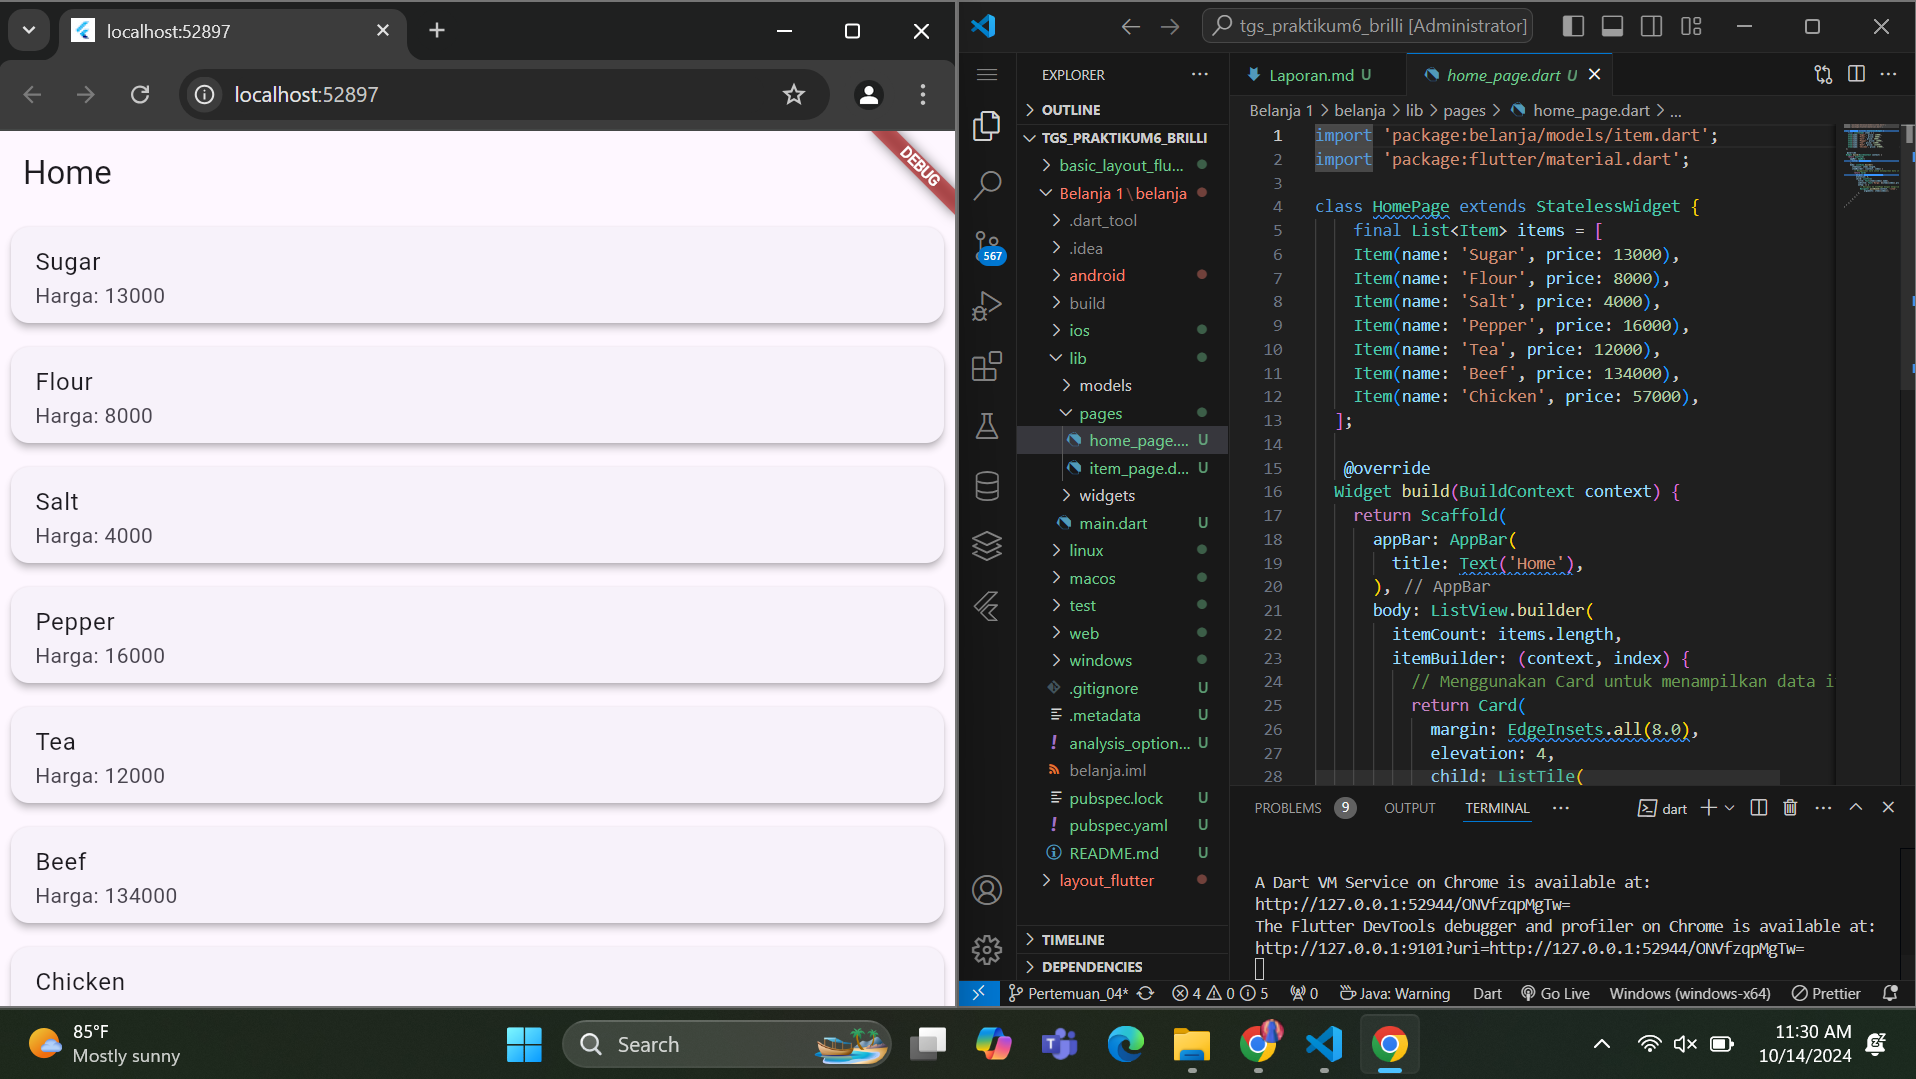 localhost:52897
localhost:52897
Home
DEBUG
Sugar
Harga: 13000
Flour
Harga: 8000
Salt
Harga: 4000
Pepper
Harga: 16000
Tea
Harga: 12000
Beef
Harga: 134000
Chicken
tgs_praktikum6_brilli [Administrator]
EXPLORER
OUTLINE
TGS_PRAKTIKUM6_BRILLI
basic_layout_flu...
Belanja 1\belanja
.dart_tool
.idea
android
build
ios
lib
models
pages
home_page.... U
item_page.d... U
widgets
main.dart U
linux
macos
test
web
windows
.gitignore U
.metadata U
analysis_option... U
belanja.iml
pubspec.lock U
pubspec.yaml U
README.md U
layout_flutter
TIMELINE
DEPENDENCIES
567
Laporan.md U
home_page.dart U
Belanja 1 > belanja > lib > pages > home_page.dart > ...
1 import 'package:belanja/models/item.dart';
2 import 'package:flutter/material.dart';
3
4 class HomePage extends StatelessWidget {
5 final List<Item> items = [
6 Item(name: 'Sugar', price: 13000),
7 Item(name: 'Flour', price: 8000),
8 Item(name: 'Salt', price: 4000),
9 Item(name: 'Pepper', price: 16000),
10 Item(name: 'Tea', price: 12000),
11 Item(name: 'Beef', price: 134000),
12 Item(name: 'Chicken', price: 57000),
13 ];
14
15 @override
16 Widget build(BuildContext context) {
17 return Scaffold(
18 appBar: AppBar(
19 title: Text('Home'),
20 ), // AppBar
21 body: ListView.builder(
22 itemCount: items.length,
23 itemBuilder: (context, index) {
24 // Menggunakan Card untuk menampilkan data i
25 return Card(
26 margin: EdgeInsets.all(8.0),
27 elevation: 4,
28 child: ListTile(
PROBLEMS 9 OUTPUT TERMINAL ... dart
A Dart VM Service on Chrome is available at:
http://127.0.0.1:52944/ONVfzqpMgTw=
The Flutter DevTools debugger and profiler on Chrome is available at:
http://127.0.0.1:9101?uri=http://127.0.0.1:52944/ONVfzqpMgTw=
Pertemuan_04* 4 0 5 0 Java: Warning Dart Go Live Windows (windows-x64) Prettier
85°F
Mostly sunny
Search
11:30 AM
10/14/2024